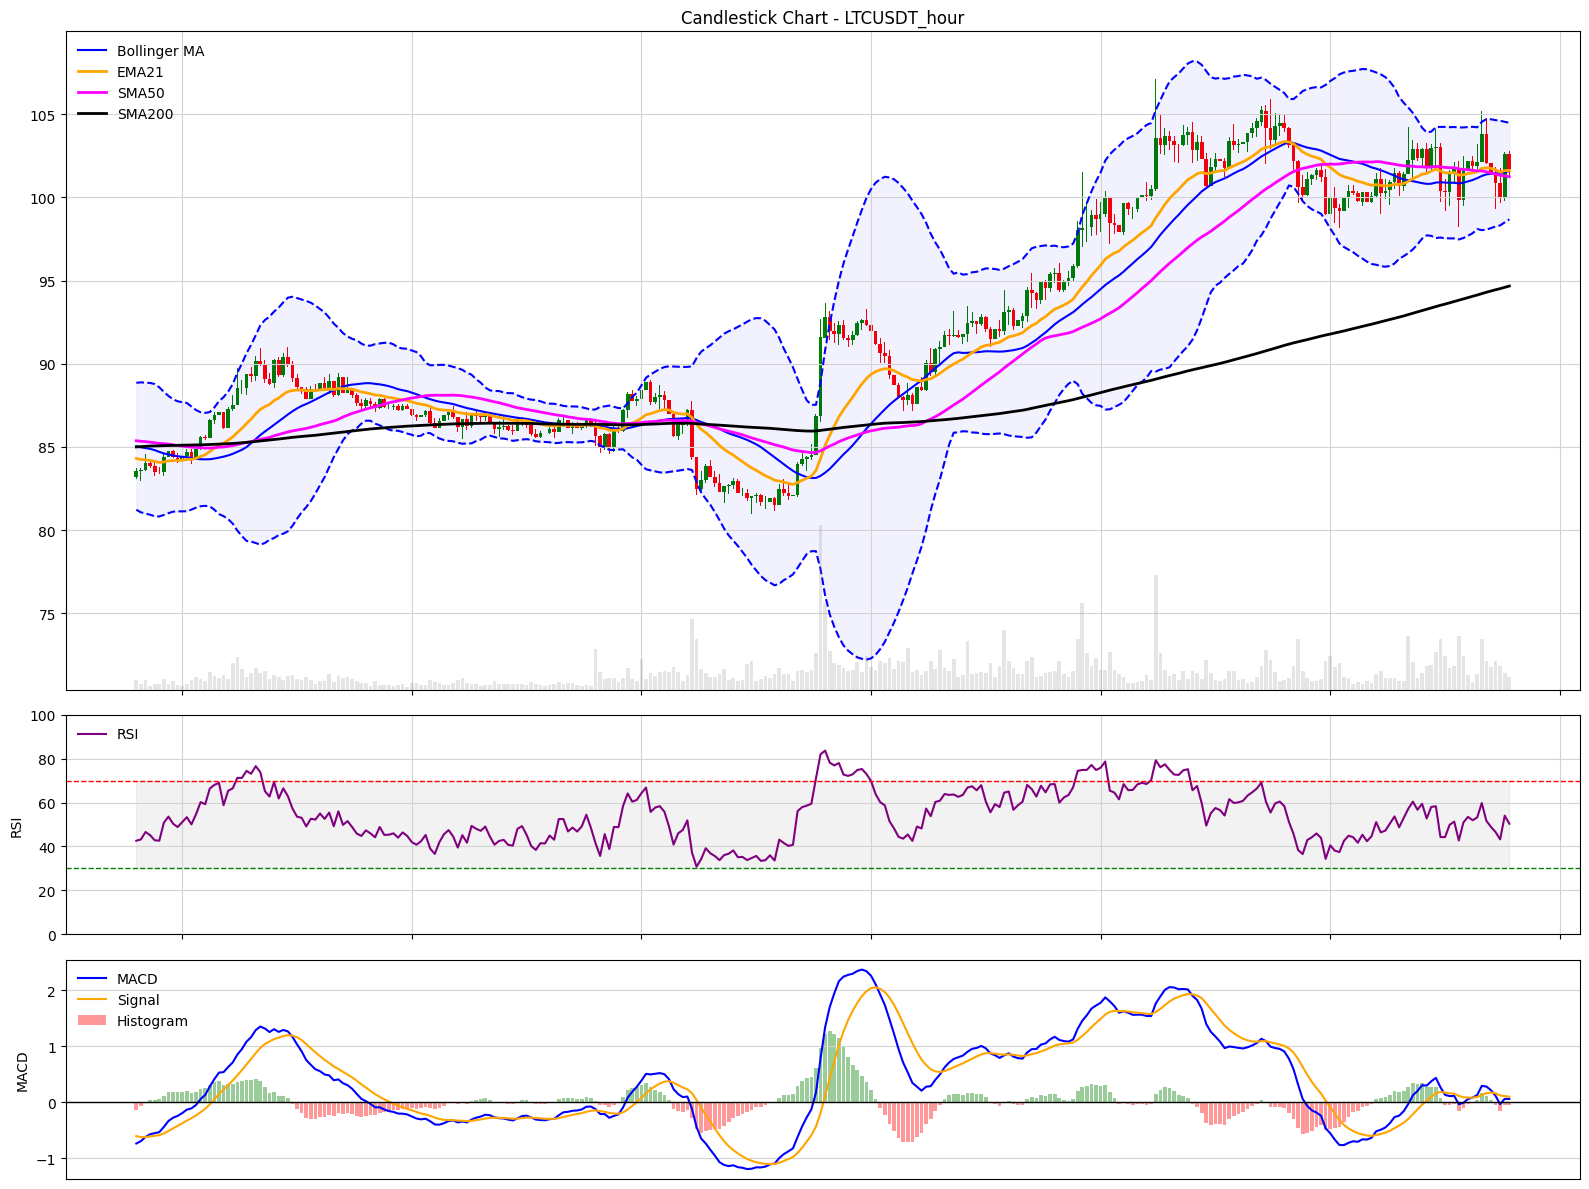 Candlestick Chart - LTCUSDT_hour
Bollinger MA
EMA21
SMA50
SMA200
105
100
95
90
85
80
75
RSI
100
80
60
40
20
0
RSI
MACD
Signal
Histogram
2
1
0
−1
MACD